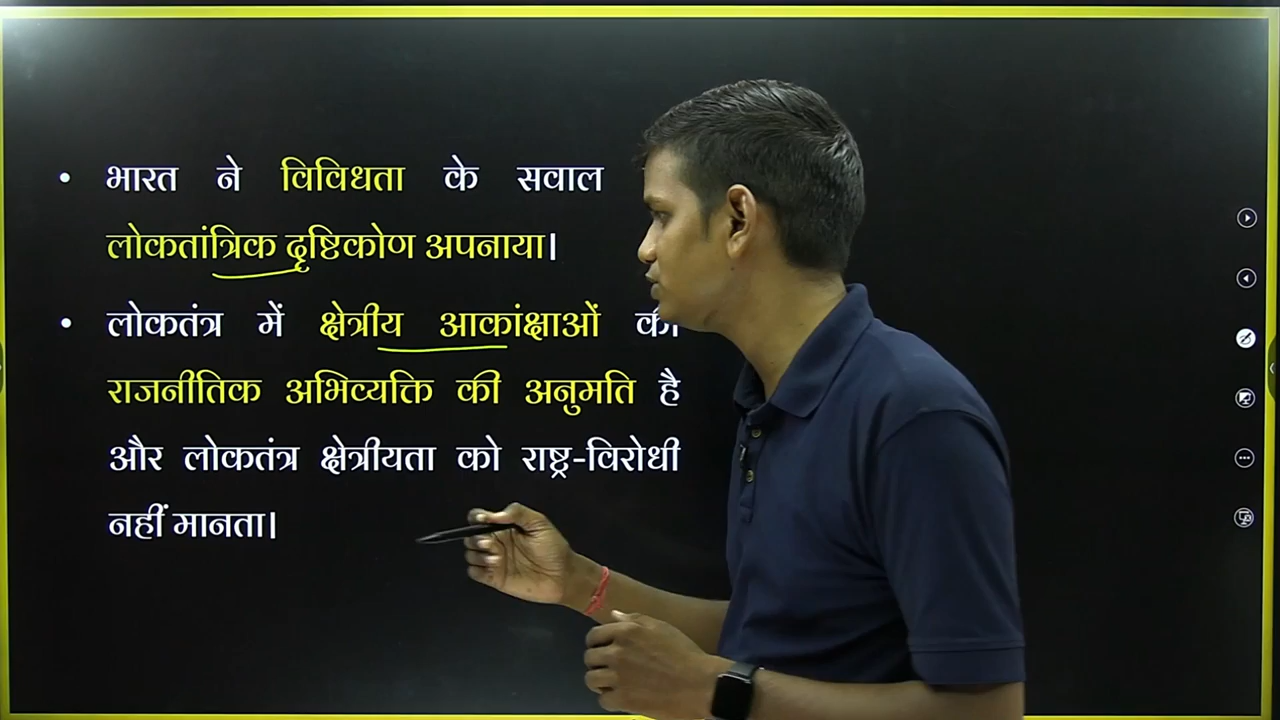 • भारत ने विविधता के सवाल
लोकतांत्रिक दृष्टिकोण अपनाया।
• लोकतंत्र में क्षेत्रीय आकांक्षाओं की
राजनीतिक अभिव्यक्ति की अनुमति है
और लोकतंत्र क्षेत्रीयता को राष्ट्र-विरोधी
नहीं मानता।